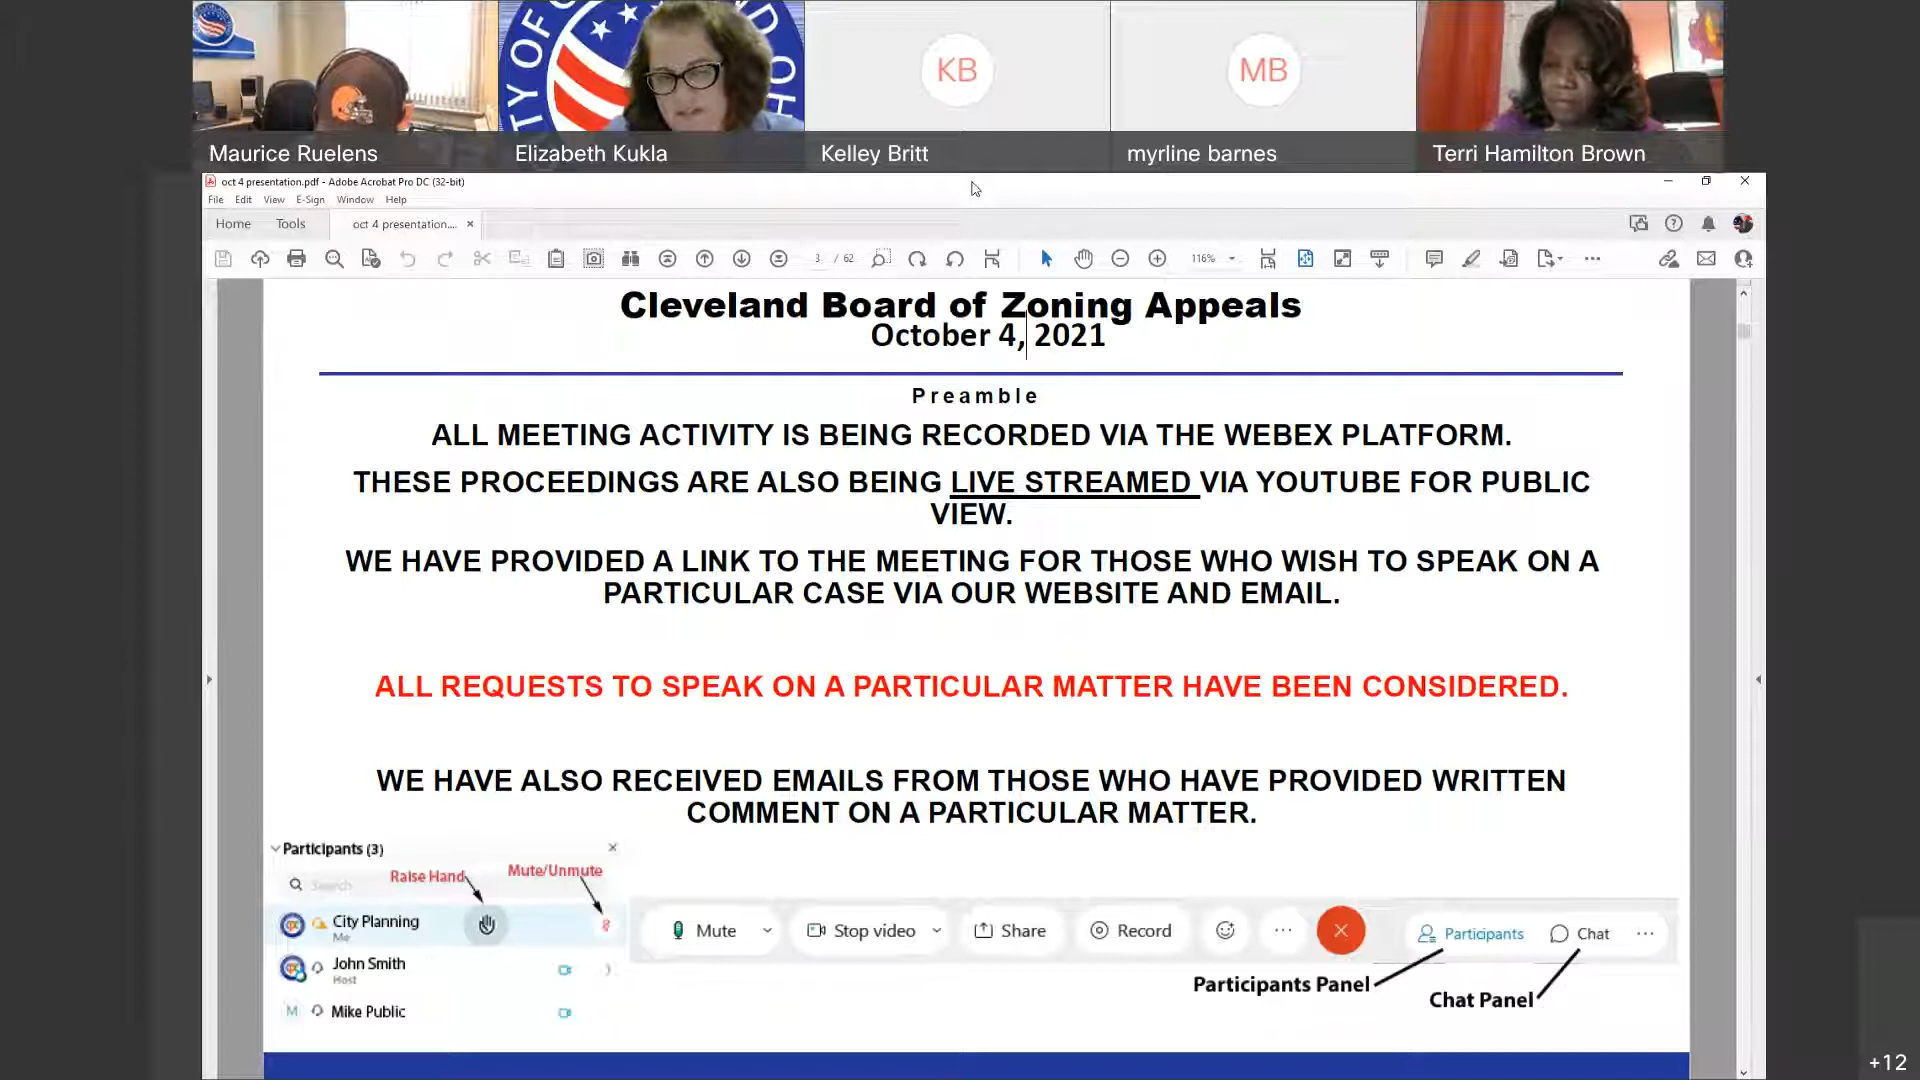 KB
MB
Maurice Ruelens
Elizabeth Kukla
Kelley Britt
myrline barnes
Terri Hamilton Brown
oct 4 presentation.pdf - Adobe Acrobat Pro DC (32-bit)
File Edit View E-Sign Window Help
Home Tools oct 4 presentation....
3 / 62 116%
Cleveland Board of Zoning Appeals
October 4, 2021
Preamble
ALL MEETING ACTIVITY IS BEING RECORDED VIA THE WEBEX PLATFORM.
THESE PROCEEDINGS ARE ALSO BEING LIVE STREAMED VIA YOUTUBE FOR PUBLIC
VIEW.
WE HAVE PROVIDED A LINK TO THE MEETING FOR THOSE WHO WISH TO SPEAK ON A
PARTICULAR CASE VIA OUR WEBSITE AND EMAIL.
ALL REQUESTS TO SPEAK ON A PARTICULAR MATTER HAVE BEEN CONSIDERED.
WE HAVE ALSO RECEIVED EMAILS FROM THOSE WHO HAVE PROVIDED WRITTEN
COMMENT ON A PARTICULAR MATTER.
Participants (3)
Raise Hand
Mute/Unmute
Search
City Planning
Me
John Smith
Host
M Mike Public
Mute Stop video Share Record
Participants Chat
Participants Panel
Chat Panel
+12